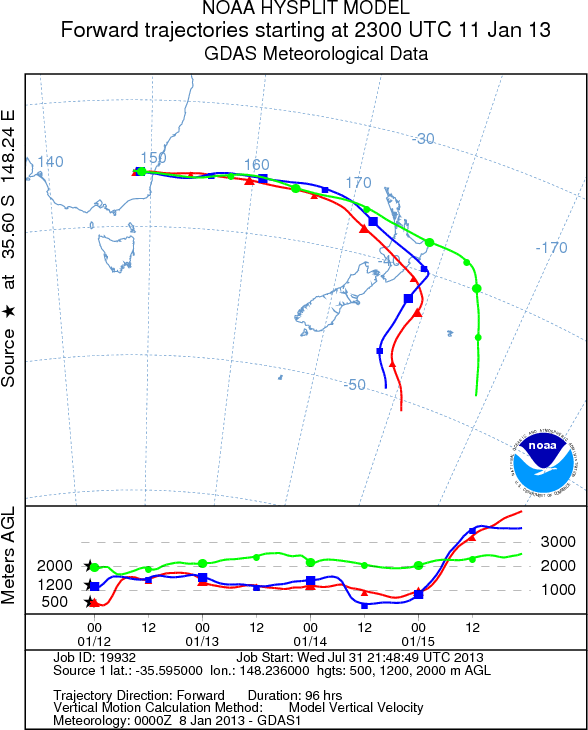 NOAA HYSPLIT MODEL
Forward trajectories starting at 2300 UTC 11 Jan 13
GDAS Meteorological Data
Source ★ at 35.60 S 148.24 E
140
150
160
170
-30
-170
-40
-50
noaa
Meters AGL
2000
1200
500
3000
2000
1000
00 12 00 12 00 12 00 12
01/12 01/13 01/14 01/15
Job ID: 19932 Job Start: Wed Jul 31 21:48:49 UTC 2013
Source 1 lat.: -35.595000 lon.: 148.236000 hgts: 500, 1200, 2000 m AGL
Trajectory Direction: Forward Duration: 96 hrs
Vertical Motion Calculation Method: Model Vertical Velocity
Meteorology: 0000Z 8 Jan 2013 - GDAS1